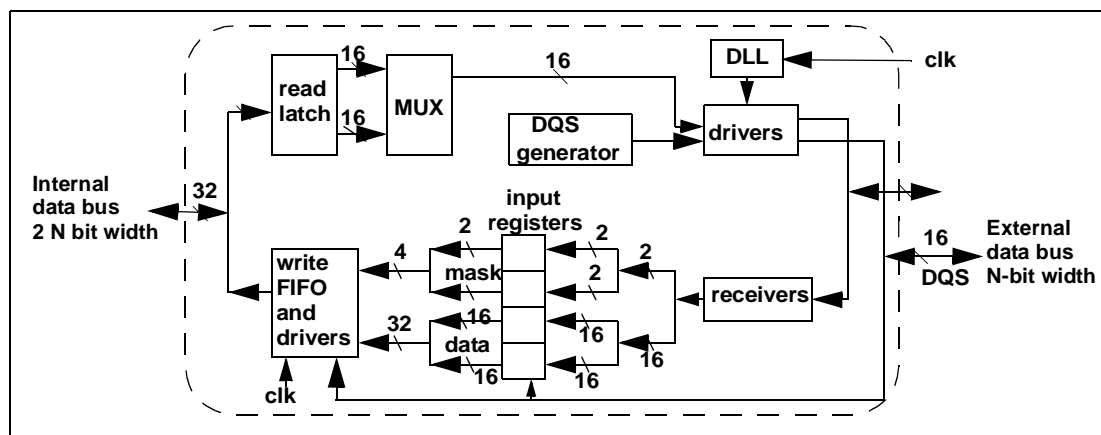 16
read
latch
16
MUX
16
DLL
clk
DQS
generator
drivers
Internal
data bus
2 N bit width
32
input
registers
2
4
mask
2
2
2
write
FIFO
and
drivers
32
16
data
16
16
16
16
receivers
16
DQS
External
data bus
N-bit width
clk